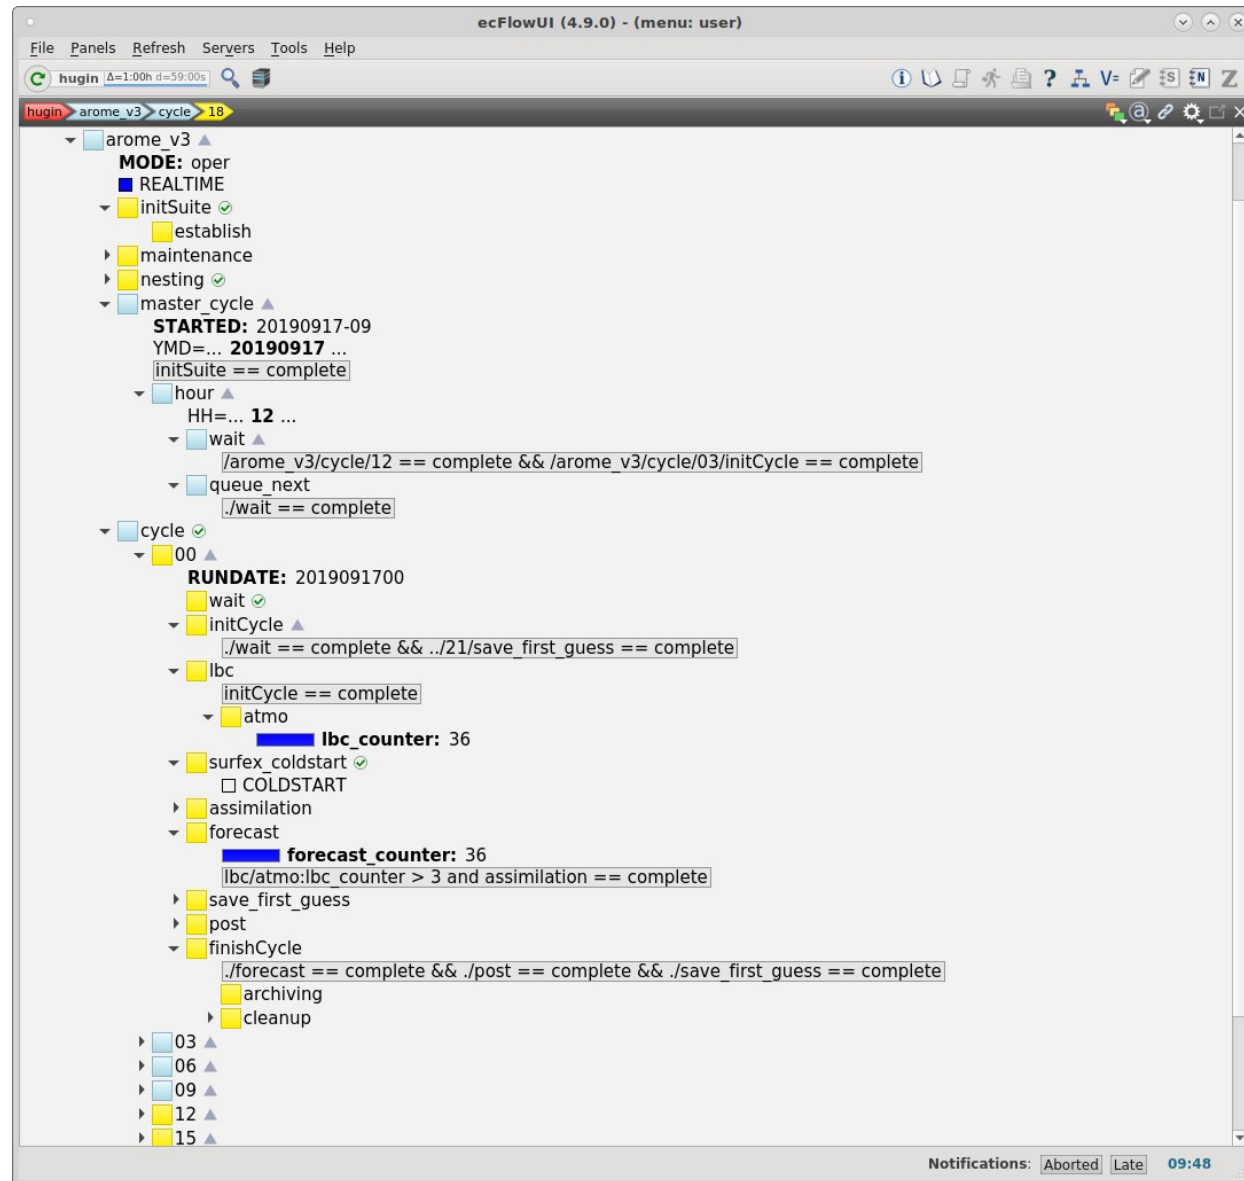 ecFlowUI (4.9.0) - (menu: user)
File Panels Refresh Servers Tools Help
hugin Δ=1:00h d=59:00s ? V= S N Z
hugin arome_v3 cycle 18 @
arome_v3
MODE: oper
REALTIME
initSuite
establish
maintenance
nesting
master_cycle
STARTED: 20190917-09
YMD=... 20190917 ...
initSuite == complete
hour
HH=... 12 ...
wait
/arome_v3/cycle/12 == complete && /arome_v3/cycle/03/initCycle == complete
queue_next
./wait == complete
cycle
00
RUNDATE: 2019091700
wait
initCycle
./wait == complete && ../21/save_first_guess == complete
lbc
initCycle == complete
atmo
lbc_counter: 36
surfex_coldstart
COLDSTART
assimilation
forecast
forecast_counter: 36
lbc/atmo:lbc_counter > 3 and assimilation == complete
save_first_guess
post
finishCycle
./forecast == complete && ./post == complete && ./save_first_guess == complete
archiving
cleanup
03
06
09
12
15
Notifications: Aborted Late 09:48